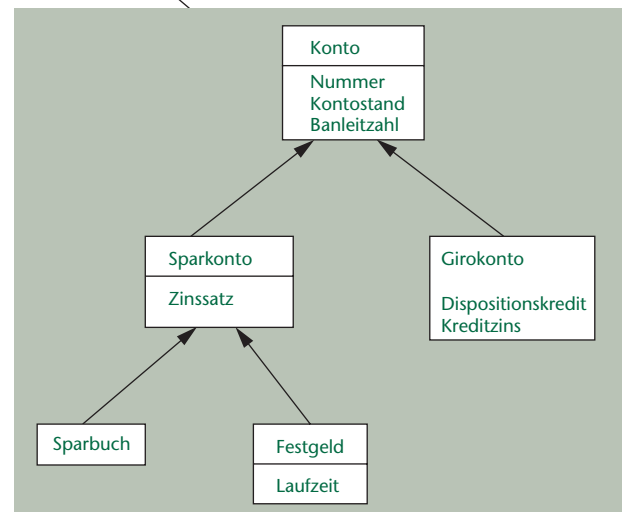 Konto
Nummer
Kontostand
Banleitzahl
Sparkonto
Zinssatz
Girokonto
Dispositionskredit
Kreditzins
Sparbuch
Festgeld
Laufzeit